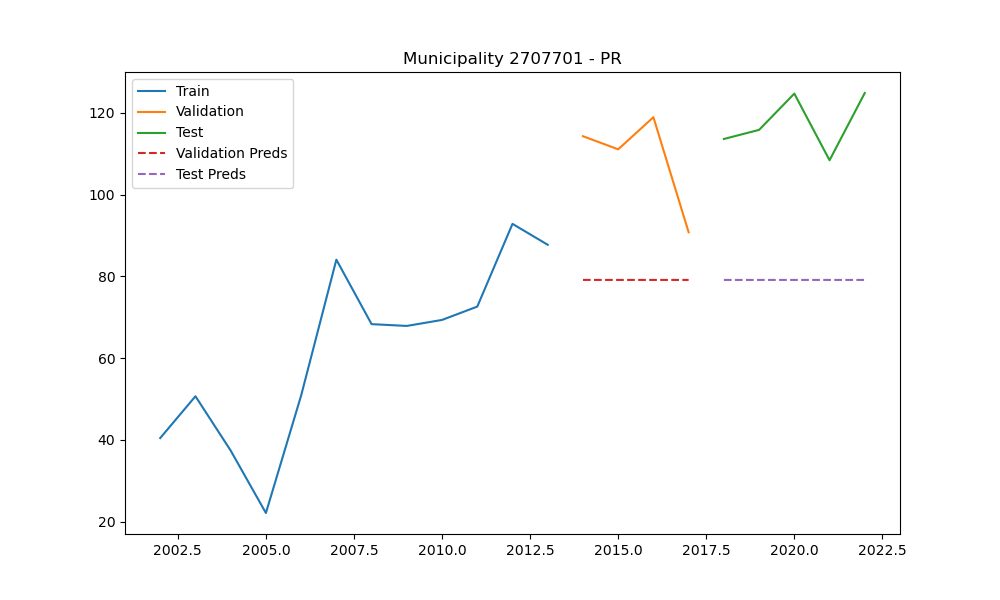 Municipality 2707701 - PR
Train
Validation
Test
Validation Preds
Test Preds
120
100
80
60
40
20
2002.5 2005.0 2007.5 2010.0 2012.5 2015.0 2017.5 2020.0 2022.5